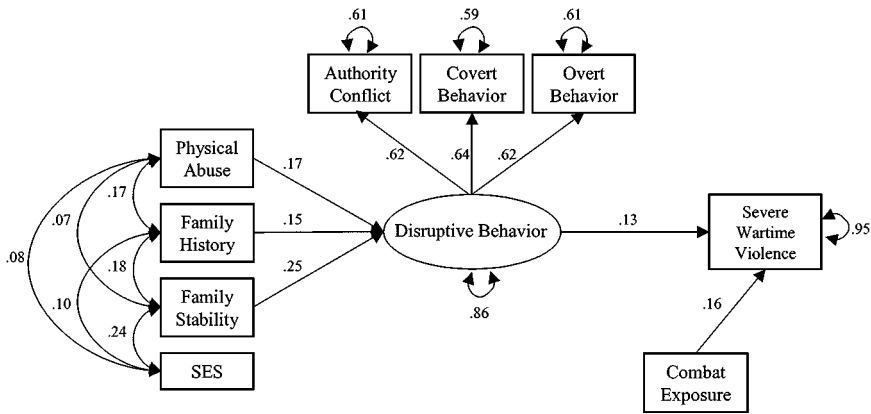 .61
.59
.61
Authority
Conflict
Covert
Behavior
Overt
Behavior
.62
.64
.62
Physical
Abuse
.17
.17
.07
Family
History
.15
Disruptive Behavior
.13
Severe
Wartime
Violence
.95
.08
.18
.25
.10
Family
Stability
.86
.16
.24
SES
Combat
Exposure